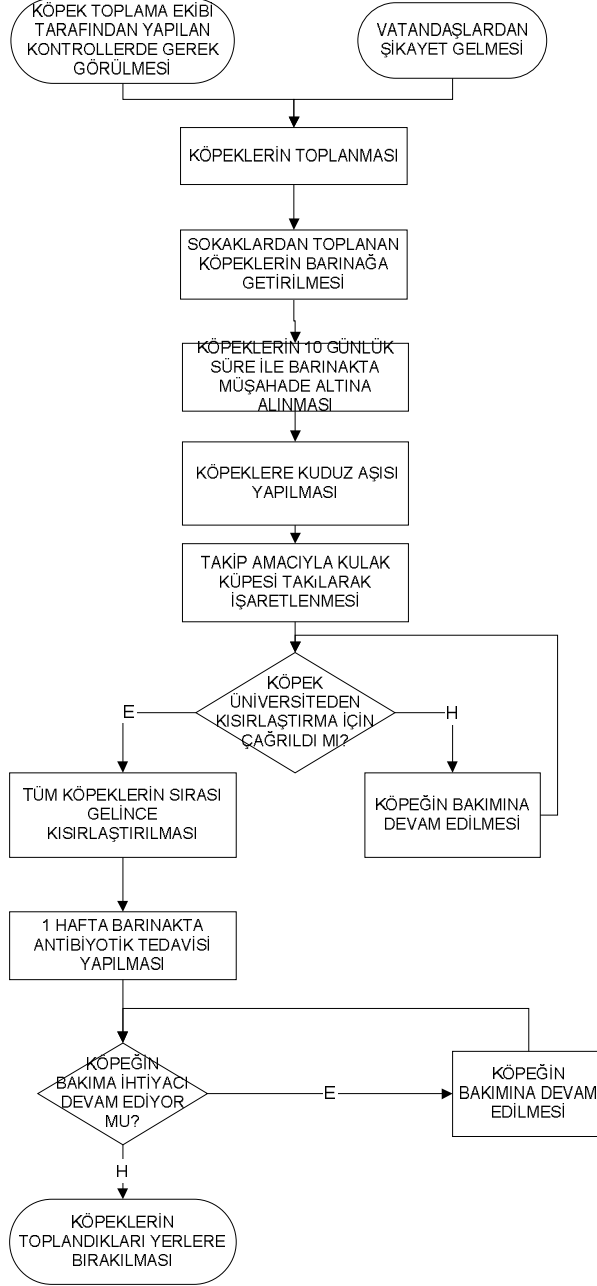 KÖPEK TOPLAMA EKİBİ
TARAFINDAN YAPILAN
KONTROLLERDE GEREK
GÖRÜLMESİ
VATANDAŞLARDAN
ŞİKAYET GELMESİ
KÖPEKLERİN TOPLANMASI
SOKAKLARDAN TOPLANAN
KÖPEKLERİN BARINAĞA
GETİRİLMESİ
KÖPEKLERİN 10 GÜNLÜK
SÜRE İLE BARINAKTA
MÜŞAHADE ALTINA
ALINMASI
KÖPEKLERE KUDUZ AŞISI
YAPILMASI
TAKİP AMACIYLA KULAK
KÜPESİ TAKıLARAK
İŞARETLENMESİ
KÖPEK
ÜNİVERSİTEDEN
KISIRLAŞTIRMA İÇİN
ÇAĞRILDI MI?
E
H
TÜM KÖPEKLERİN SIRASI
GELİNCE
KISIRLAŞTIRILMASI
KÖPEĞİN BAKIMINA
DEVAM EDİLMESİ
1 HAFTA BARINAKTA
ANTİBİYOTİK TEDAVİSİ
YAPILMASI
KÖPEĞİN
BAKIMA İHTİYACI
DEVAM EDİYOR
MU?
E
KÖPEĞİN
BAKIMINA DEVAM
EDİLMESİ
H
KÖPEKLERİN
TOPLANDIKLARI YERLERE
BIRAKILMASI